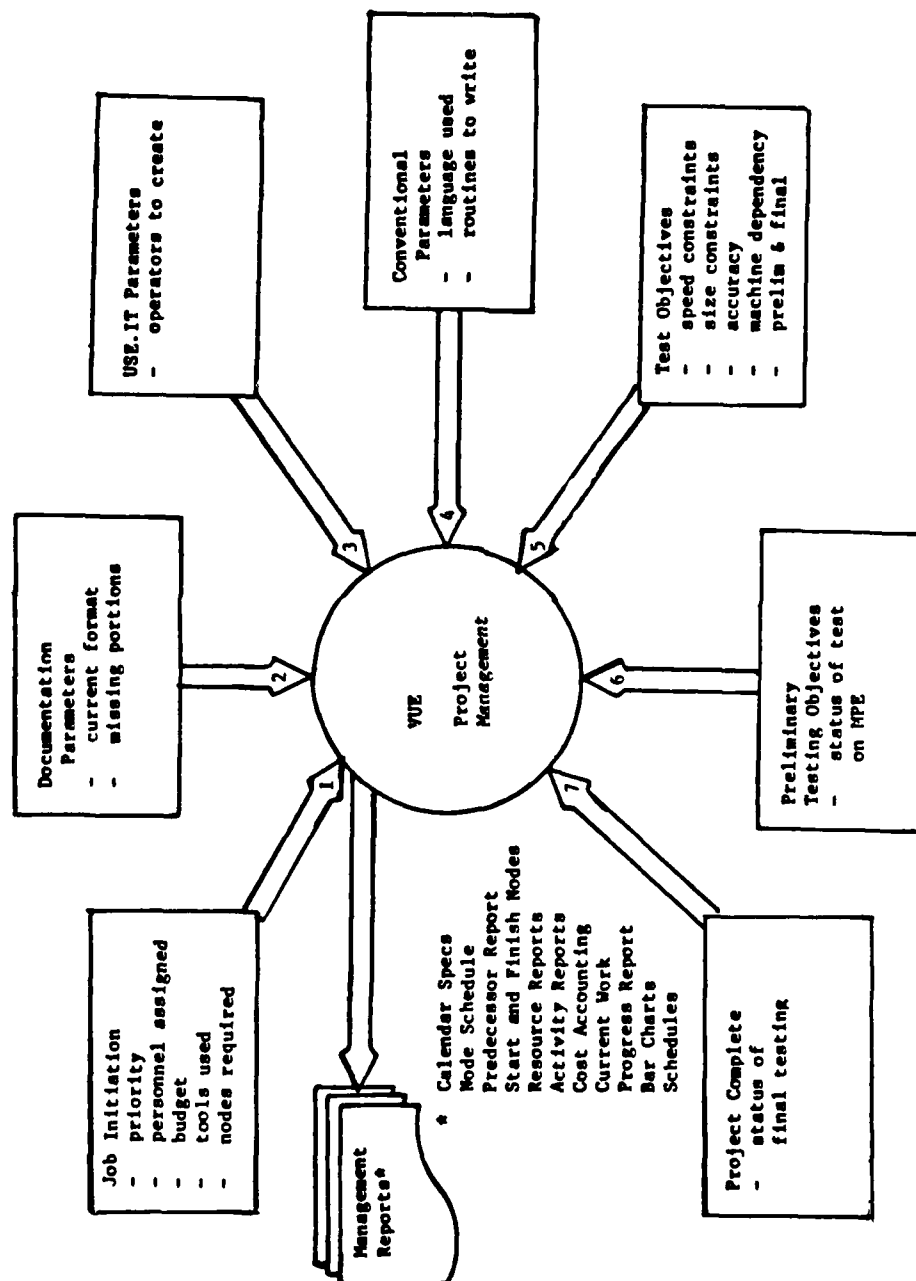 Job Initiation
- priority
- personnel assigned
- budget
- tools used
- nodes required
Documentation
Parameters
- current format
- missing portions
USE.IT Parameters
- operators to create
Conventional
Parameters
- language used
- routines to write
Test Objectives
- speed constraints
- size constraints
- accuracy
- machine dependency
- prelim & final
Preliminary
Testing Objectives
- status of test
on MPE
Project Complete
- status of
final testing
VUE
Project
Management
1
2
3
4
5
6
7
Management
Reports*
* Calendar Specs
Node Schedule
Predecessor Report
Start and Finish Nodes
Resource Reports
Activity Reports
Cost Accounting
Current Work
Progress Report
Bar Charts
Schedules